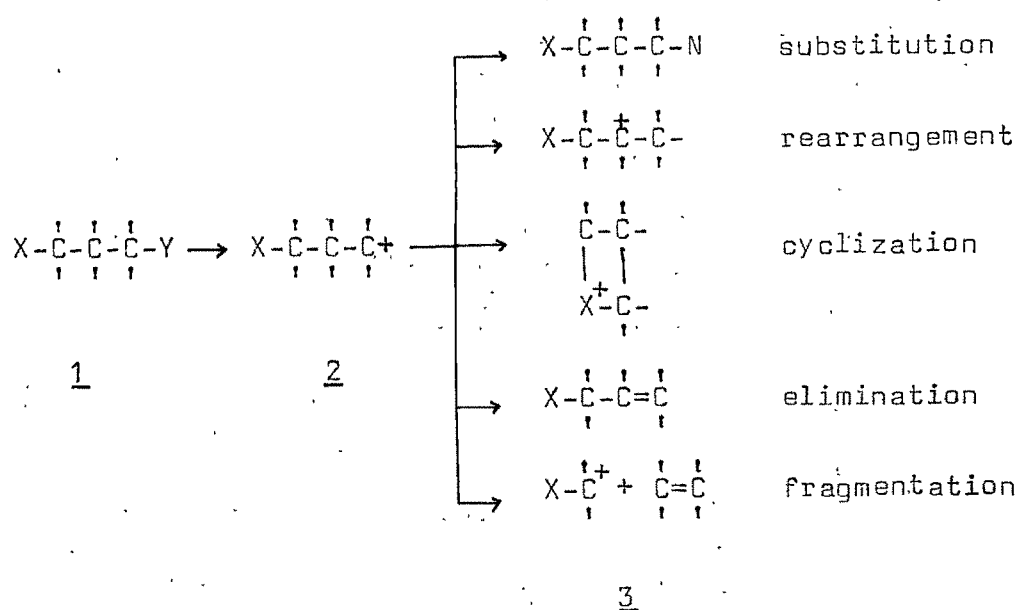 X-C-C-C-N substitution
X-C-C+-C- rearrangement
C-C-
X-C-C-C-Y → X-C-C-C+ cyclization
X+-C-
1 2
X-C-C=C elimination
X-C+ + C=C fragmentation
3